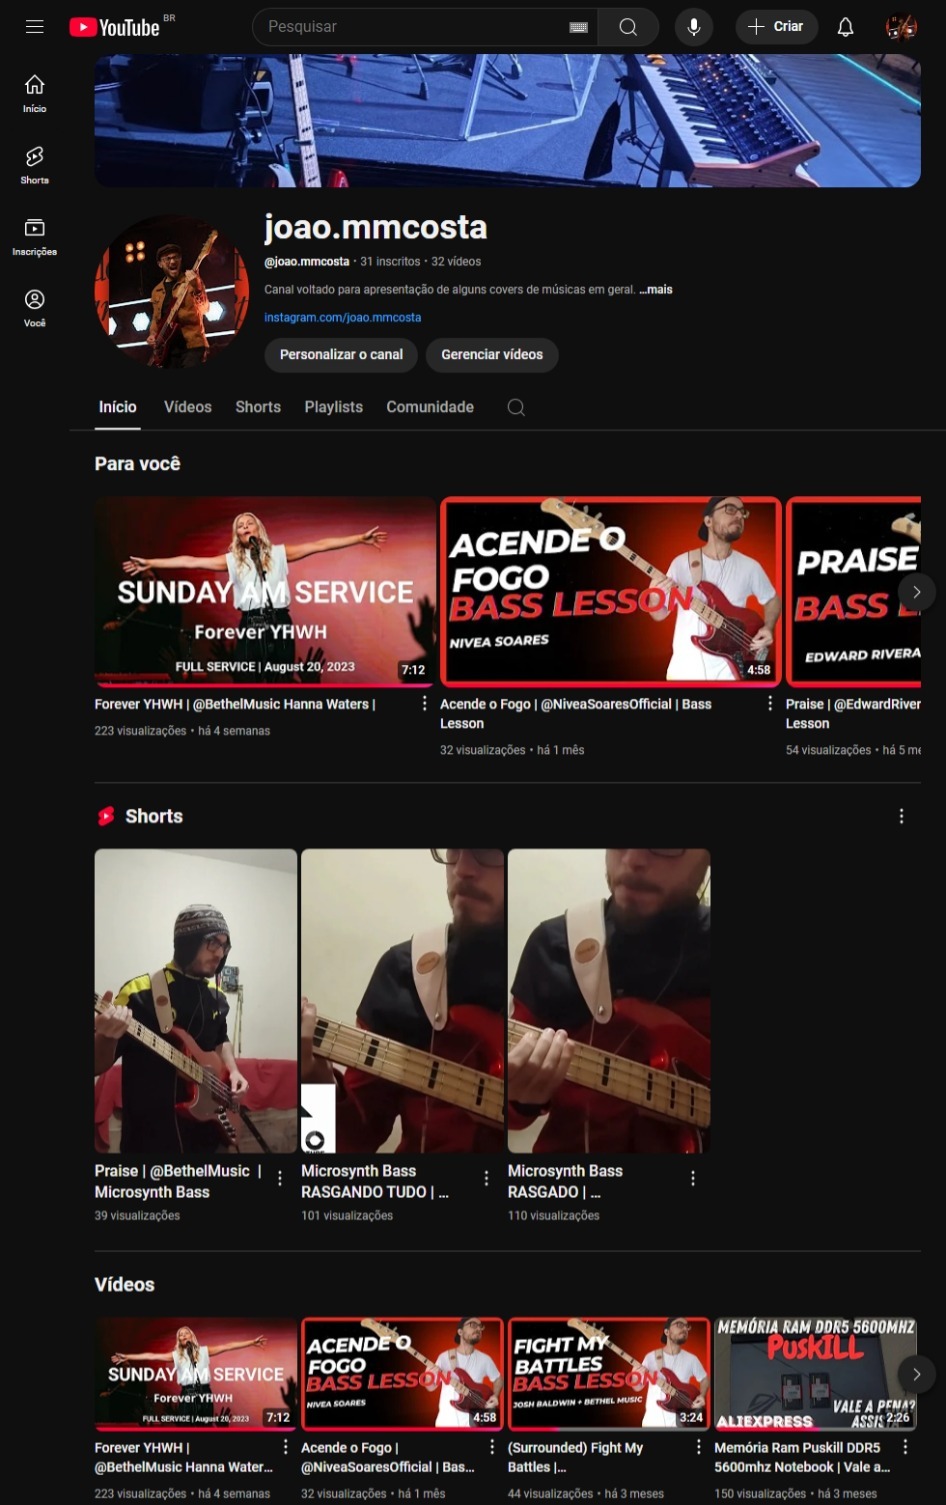 YouTube BR
Pesquisar
Criar
Início
Shorts
Inscrições
Você
joao.mmcosta
@joao.mmcosta • 31 inscritos • 32 vídeos
Canal voltado para apresentação de alguns covers de músicas em geral. ...mais
instagram.com/joao.mmcosta
Personalizar o canal
Gerenciar vídeos
Início Vídeos Shorts Playlists Comunidade
Para você
SUNDAY AM SERVICE
Forever YHWH
FULL SERVICE | August 20, 2023
7:12
Forever YHWH | @BethelMusic Hanna Waters |
223 visualizações • há 4 semanas
ACENDE O
FOGO
BASS LESSON
NIVEA SOARES
4:58
Acende o Fogo | @NiveaSoaresOfficial | Bass
Lesson
32 visualizações • há 1 mês
PRAISE
BASS L
EDWARD RIVERA
Praise | @EdwardRiver
Lesson
54 visualizações • há 5 me
Shorts
Praise | @BethelMusic |
Microsynth Bass
39 visualizações
Microsynth Bass
RASGANDO TUDO | ...
101 visualizações
Microsynth Bass
RASGADO | ...
110 visualizações
Vídeos
SUNDAY AM SERVICE
Forever YHWH
FULL SERVICE | August 20, 2023
7:12
Forever YHWH |
@BethelMusic Hanna Water...
223 visualizações • há 4 semanas
ACENDE O
FOGO
BASS LESSON
NIVEA SOARES
4:58
Acende o Fogo |
@NiveaSoaresOfficial | Bas...
32 visualizações • há 1 mês
FIGHT MY
BATTLES
BASS LESSON
JOSH BALDWIN + BETHEL MUSIC
3:24
(Surrounded) Fight My
Battles |...
44 visualizações • há 3 meses
MEMÓRIA RAM DDR5 5600MHZ
PUSKILL
VALE A PENA?
ALIEXPRESS
ASSISTA
2:26
Memória Ram Puskill DDR5
5600mhz Notebook | Vale a...
150 visualizações • há 3 meses